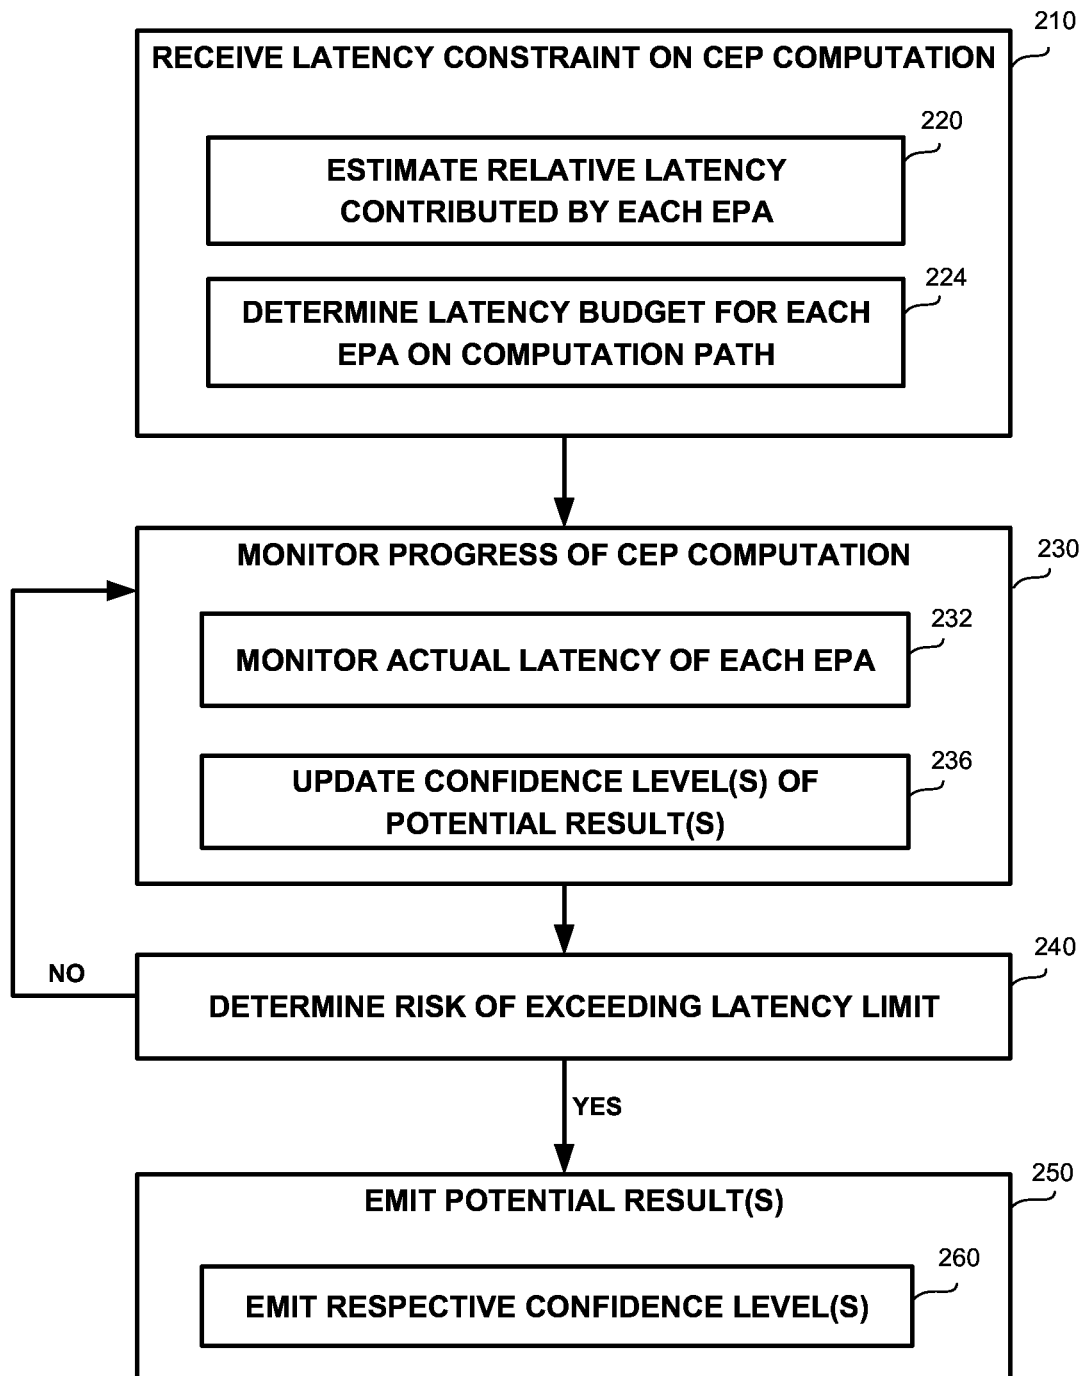 210
RECEIVE LATENCY CONSTRAINT ON CEP COMPUTATION
220
ESTIMATE RELATIVE LATENCY
CONTRIBUTED BY EACH EPA
224
DETERMINE LATENCY BUDGET FOR EACH
EPA ON COMPUTATION PATH
230
MONITOR PROGRESS OF CEP COMPUTATION
232
MONITOR ACTUAL LATENCY OF EACH EPA
236
UPDATE CONFIDENCE LEVEL(S) OF
POTENTIAL RESULT(S)
240
NO
DETERMINE RISK OF EXCEEDING LATENCY LIMIT
YES
250
EMIT POTENTIAL RESULT(S)
260
EMIT RESPECTIVE CONFIDENCE LEVEL(S)